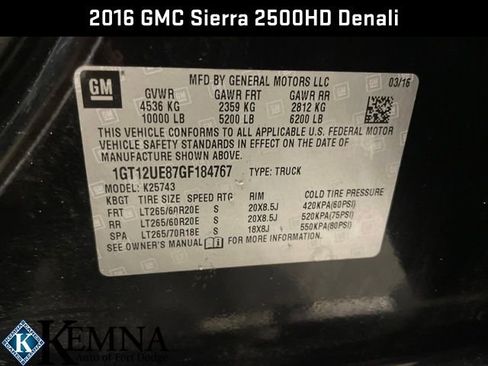 2016 GMC Sierra 2500HD Denali
GM
MFD BY GENERAL MOTORS LLC
03/16
GVWR GAWR FRT GAWR RR
4536 KG 2359 KG 2812 KG
10000 LB 5200 LB 6200 LB
THIS VEHICLE CONFORMS TO ALL APPLICABLE U.S. FEDERAL MOTOR
VEHICLE SAFETY STANDARDS IN EFFECT ON THE DATE OF
MANUFACTURE SHOWN ABOVE.
1GT12UE87GF184767 TYPE: TRUCK
MODEL: K25743
KBGT TIRE SIZE SPEED RTG RIM COLD TIRE PRESSURE
FRT LT265/60R20E S 20X8.5J 420KPA(60PSI)
RR LT265/60R20E S 20X8.5J 520KPA(75PSI)
SPA LT265/70R18E S 18X8J 550KPA(80PSI)
SEE OWNER'S MANUAL FOR MORE INFORMATION.
K
KEMNA
Auto of Fort Dodge